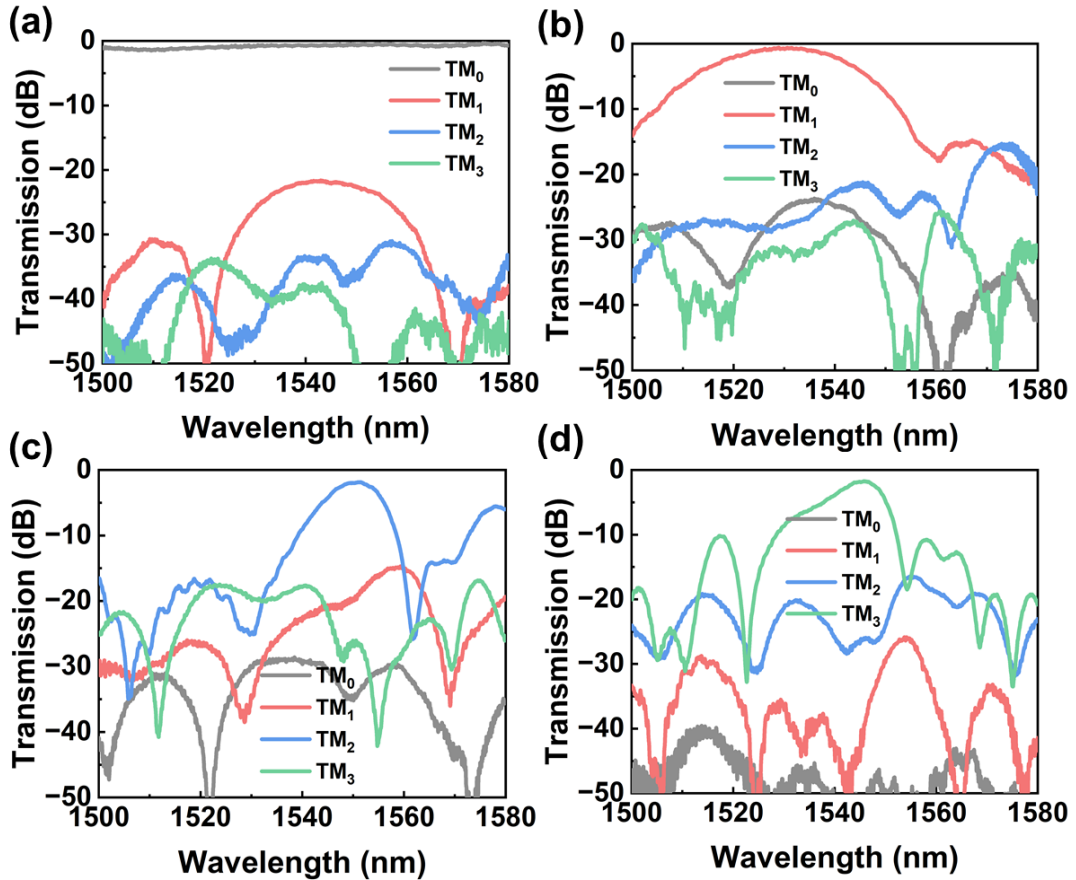 (a)
Transmission (dB)
0
−10
−20
−30
−40
−50
TM0
TM1
TM2
TM3
1500
1520
1540
1560
1580
Wavelength (nm)
(b)
Transmission (dB)
0
−10
−20
−30
−40
−50
TM0
TM1
TM2
TM3
1500
1520
1540
1560
1580
Wavelength (nm)
(c)
Transmission (dB)
0
−10
−20
−30
−40
−50
TM0
TM1
TM2
TM3
1500
1520
1540
1560
1580
Wavelength (nm)
(d)
Transmission (dB)
0
−10
−20
−30
−40
−50
TM0
TM1
TM2
TM3
1500
1520
1540
1560
1580
Wavelength (nm)